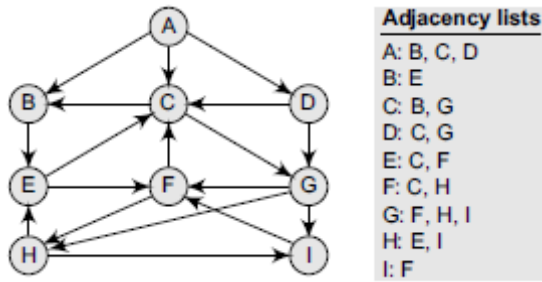 A
B
C
D
E
F
G
H
I
Adjacency lists
A: B, C, D
B: E
C: B, G
D: C, G
E: C, F
F: C, H
G: F, H, I
H: E, I
I: F